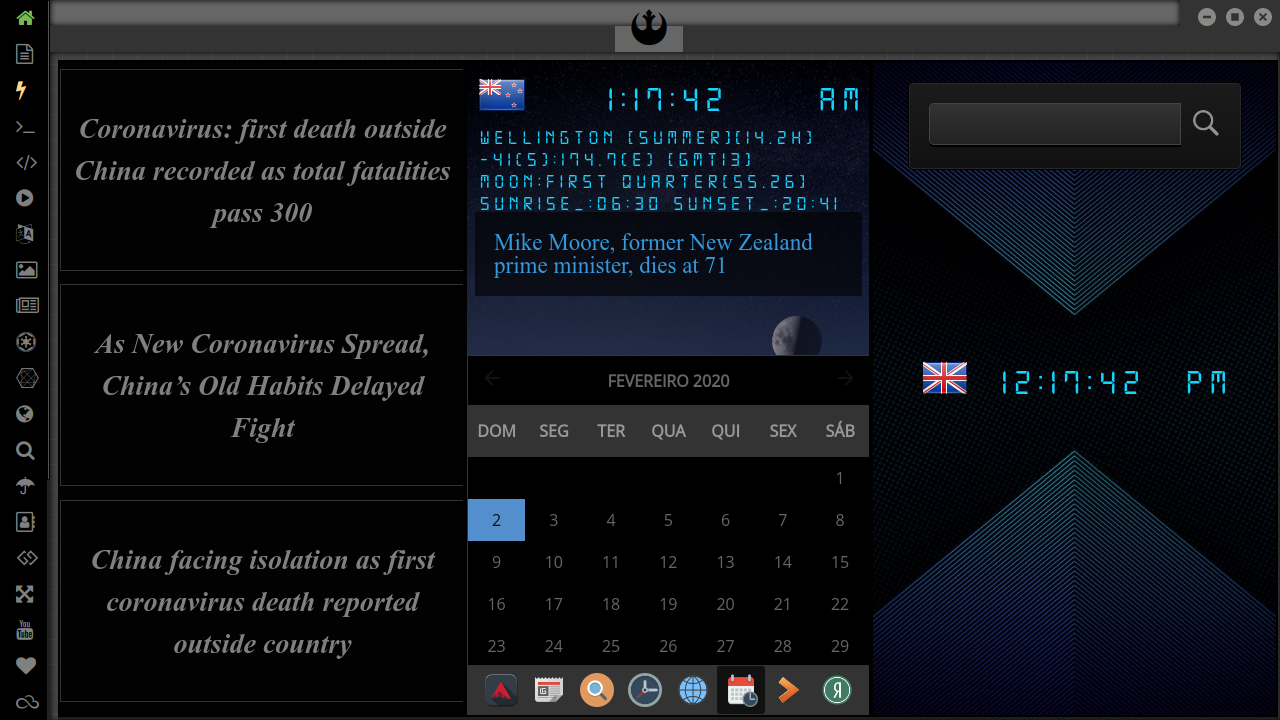 Coronavirus: first death outside
China recorded as total fatalities
pass 300
As New Coronavirus Spread,
China’s Old Habits Delayed
Fight
China facing isolation as first
coronavirus death reported
outside country
1:17:42 AM
WELLINGTON (SUMMER)(14.2H)
-41(S):174.7(E) (GMT13)
MOON:FIRST QUARTER(55.26)
SUNRISE_:06:30 SUNSET_:20:41
Mike Moore, former New Zealand
prime minister, dies at 71
FEVEREIRO 2020
DOM SEG TER QUA QUI SEX SÁB
1
2 3 4 5 6 7 8
9 10 11 12 13 14 15
16 17 18 19 20 21 22
23 24 25 26 27 28 29
12:17:42 PM
You
Tube